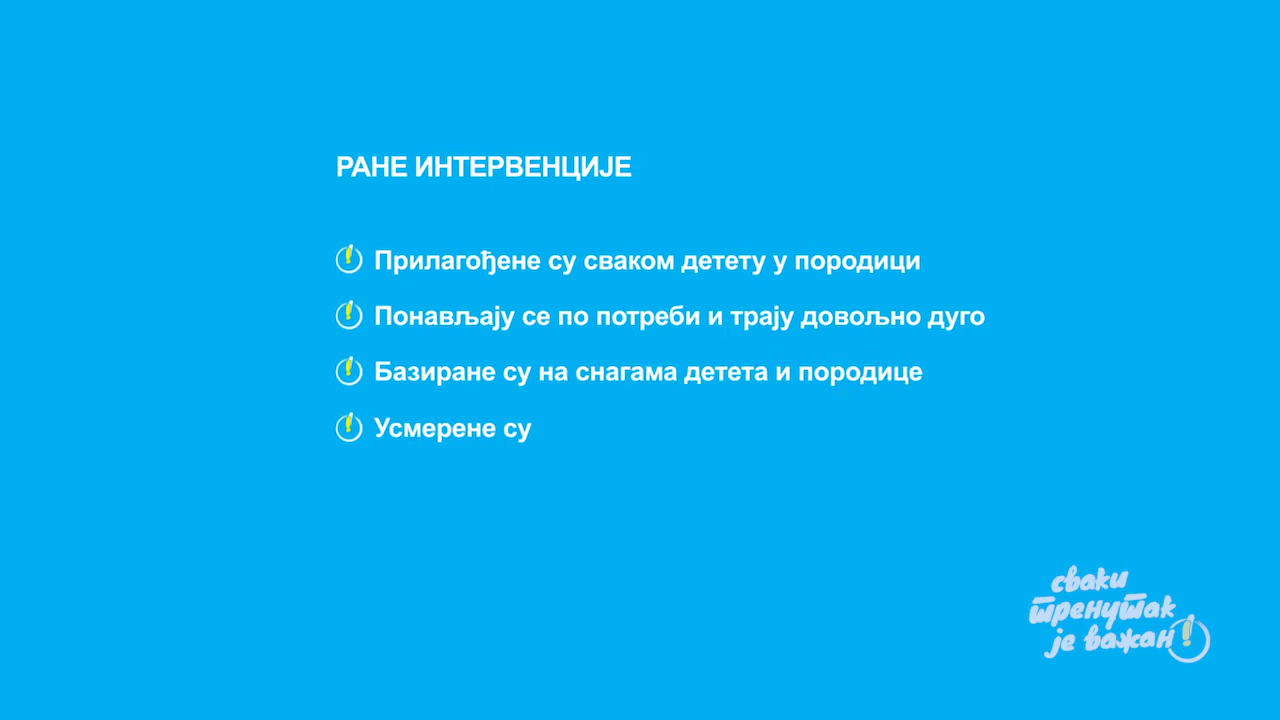 РАНЕ ИНТЕРВЕНЦИЈЕ
Прилагођене су сваком детету у породици
Понављају се по потреби и трају довољно дуго
Базиране су на снагама детета и породице
Усмерене су
сваки
тренутак
је важан!